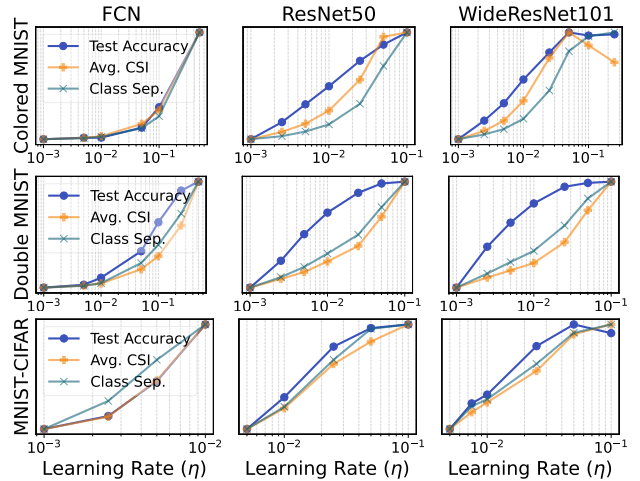 FCN ResNet50 WideResNet101
Colored MNIST
Test Accuracy
Avg. CSI
Class Sep.
10⁻³ 10⁻² 10⁻¹ 10⁻³ 10⁻² 10⁻¹ 10⁻³ 10⁻² 10⁻¹
Double MNIST
Test Accuracy
Avg. CSI
Class Sep.
10⁻³ 10⁻² 10⁻¹ 10⁻³ 10⁻² 10⁻¹ 10⁻³ 10⁻² 10⁻¹
MNIST-CIFAR
Test Accuracy
Avg. CSI
Class Sep.
10⁻³ 10⁻² 10⁻² 10⁻¹ 10⁻² 10⁻¹
Learning Rate (η) Learning Rate (η) Learning Rate (η)